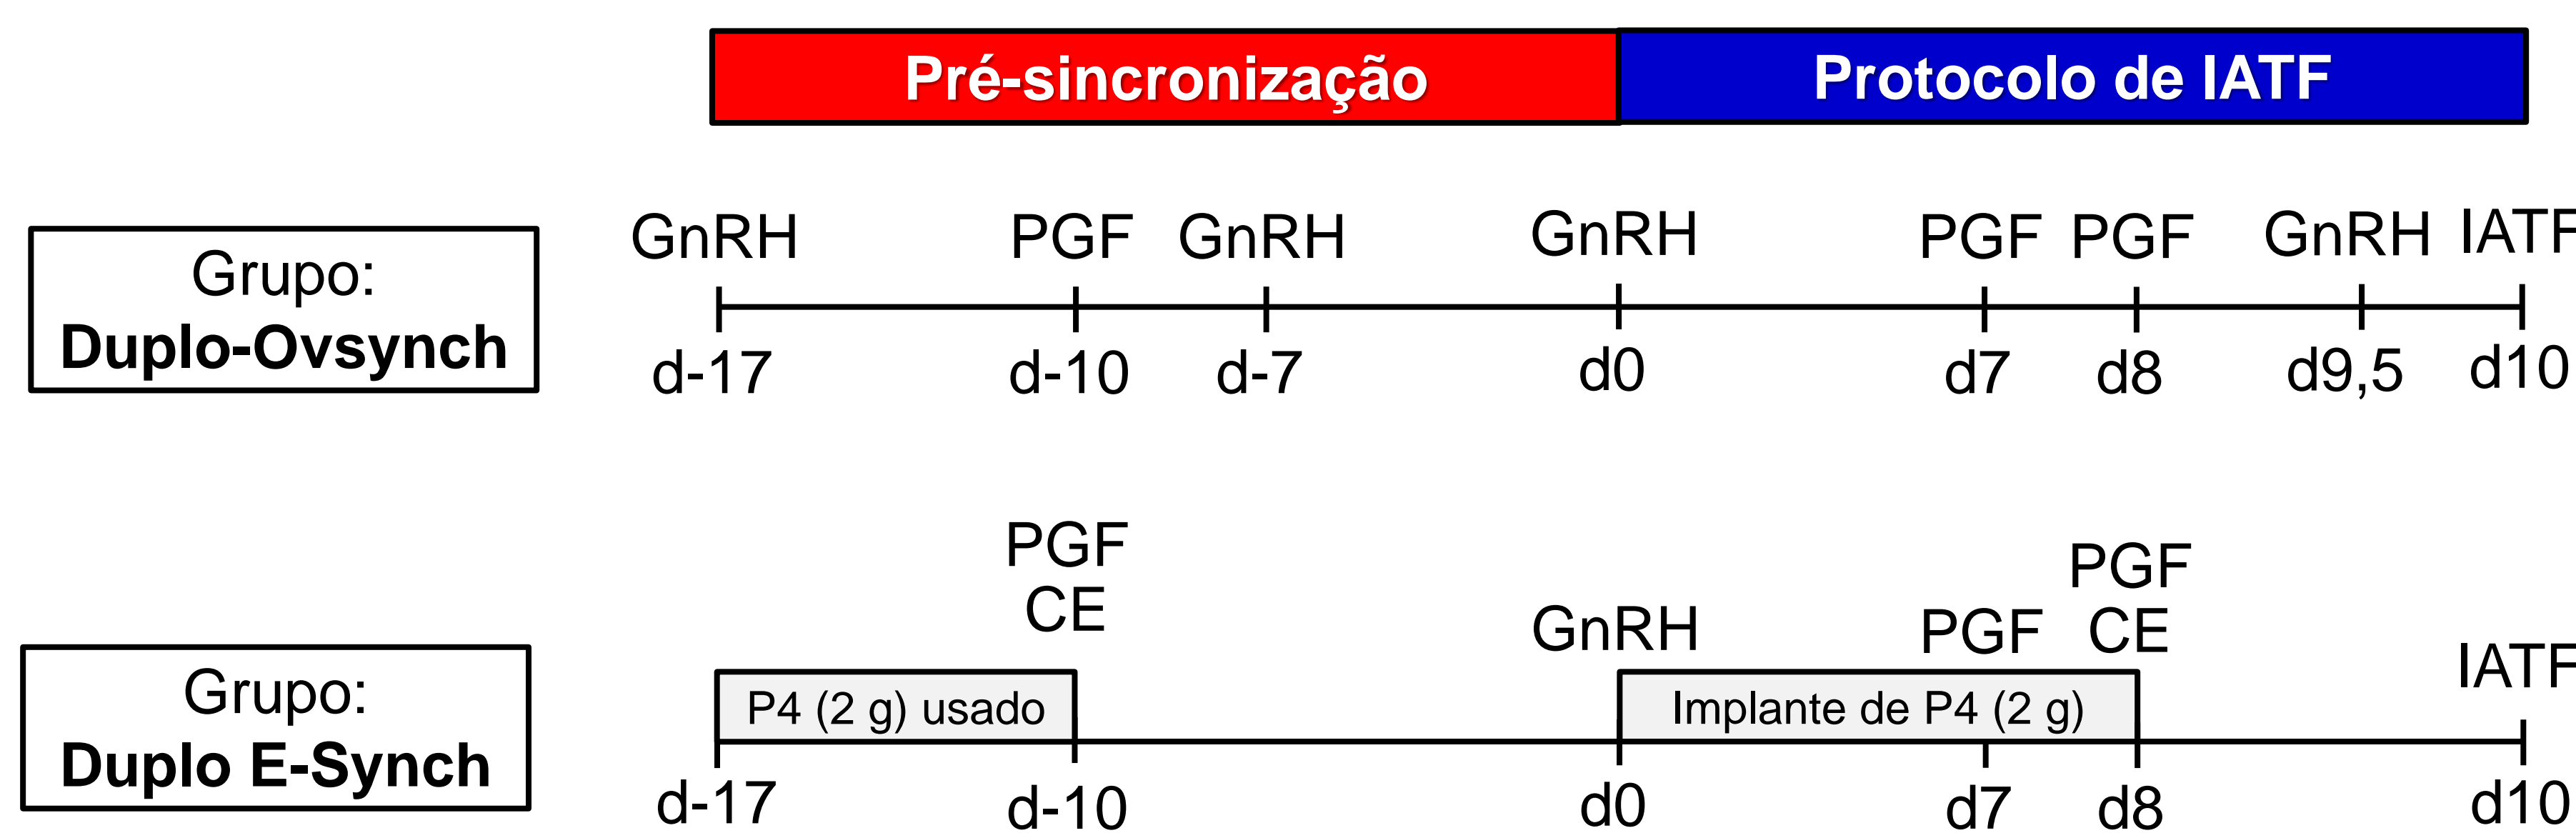 Pré-sincronização Protocolo de IATF
GnRH PGF GnRH GnRH PGF PGF GnRH IATF
Grupo:
Duplo-Ovsynch
d-17 d-10 d-7 d0 d7 d8 d9,5 d10
PGF
CE
GnRH
PGF
PGF
CE
IATF
Grupo:
Duplo E-Synch
P4 (2 g) usado
Implante de P4 (2 g)
d-17 d-10 d0 d7 d8 d10